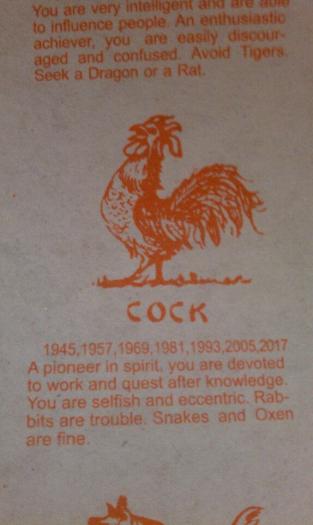 You are very intelligent and are able
to influence people. An enthusiastic
achiever, you are easily discour-
aged and confused. Avoid Tigers.
Seek a Dragon or a Rat.
COCK
1945,1957,1969,1981,1993,2005,2017
A pioneer in spirit, you are devoted
to work and quest after knowledge.
You are selfish and eccentric. Rab-
bits are trouble. Snakes and Oxen
are fine.